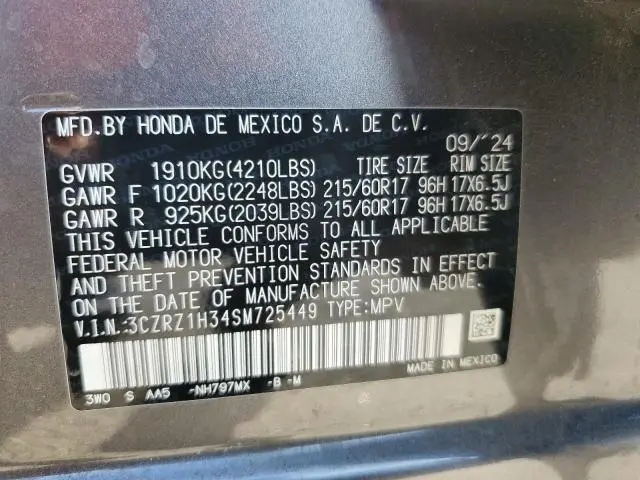 MFD.BY HONDA DE MEXICO S.A. DE C.V.
09/'24
GVWR 1910KG(4210LBS) TIRE SIZE RIM SIZE
GAWR F 1020KG(2248LBS) 215/60R17 96H 17X6.5J
GAWR R 925KG(2039LBS) 215/60R17 96H 17X6.5J
THIS VEHICLE CONFORMS TO ALL APPLICABLE
FEDERAL MOTOR VEHICLE SAFETY
AND THEFT PREVENTION STANDARDS IN EFFECT
ON THE DATE OF MANUFACTURE SHOWN ABOVE.
V.I.N.:3CZRZ1H34SM725449 TYPE:MPV
MADE IN MEXICO
3W0 S AA5 -NH797MX -B -M